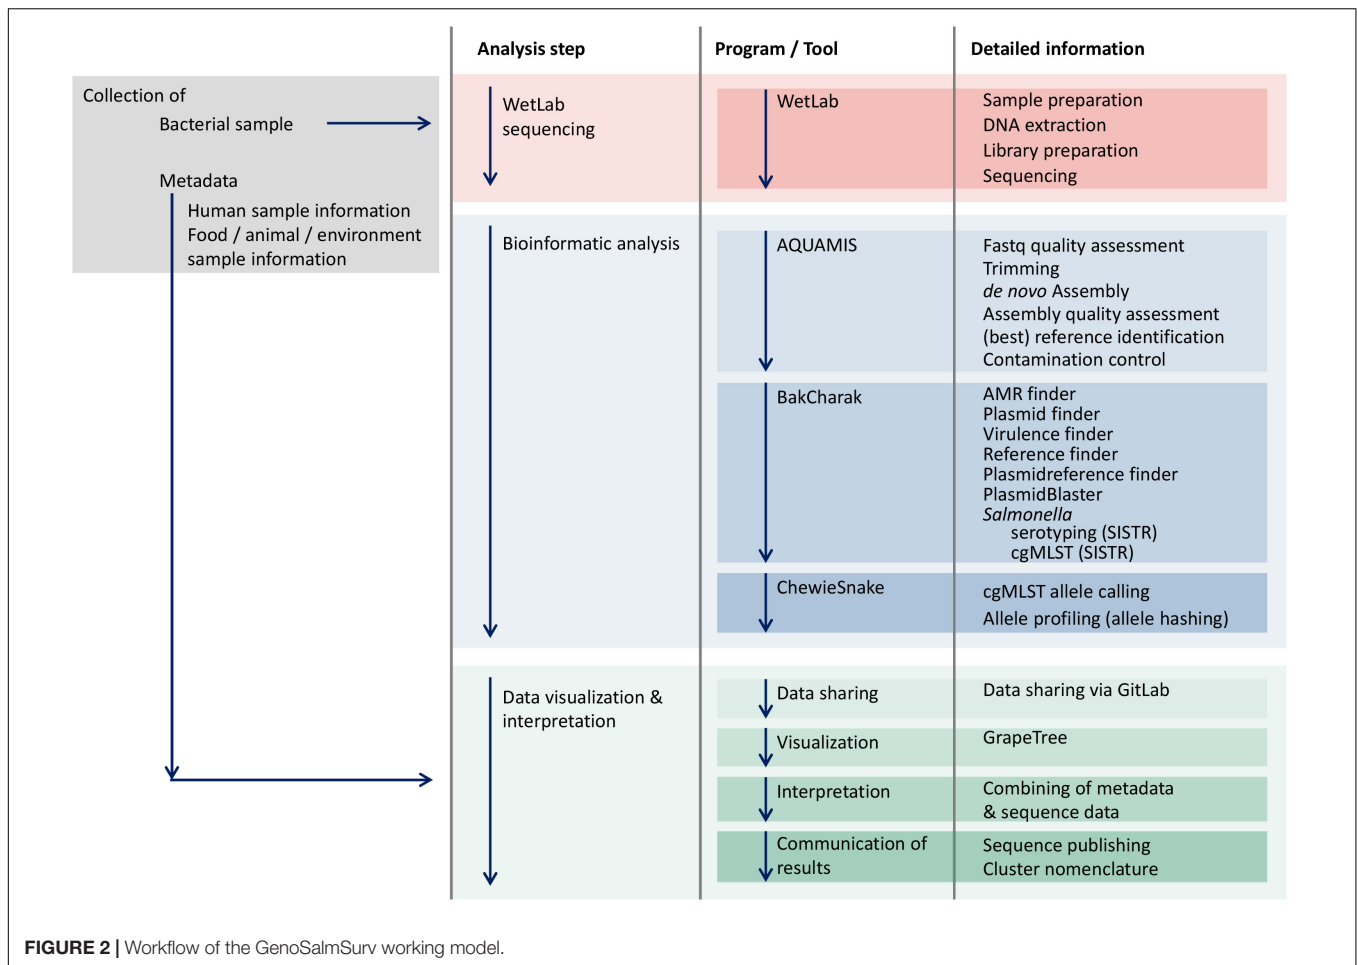 Analysis step
Program / Tool
Detailed information
Collection of
Bacterial sample
Metadata
Human sample information
Food / animal / environment
sample information
WetLab
sequencing
WetLab
Sample preparation
DNA extraction
Library preparation
Sequencing
Bioinformatic analysis
AQUAMIS
Fastq quality assessment
Trimming
de novo Assembly
Assembly quality assessment
(best) reference identification
Contamination control
BakCharak
AMR finder
Plasmid finder
Virulence finder
Reference finder
Plasmidreference finder
PlasmidBlaster
Salmonella
serotyping (SISTR)
cgMLST (SISTR)
ChewieSnake
cgMLST allele calling
Allele profiling (allele hashing)
Data visualization &
interpretation
Data sharing
Data sharing via GitLab
Visualization
GrapeTree
Interpretation
Combining of metadata
& sequence data
Communication of
results
Sequence publishing
Cluster nomenclature
FIGURE 2 | Workflow of the GenoSalmSurv working model.